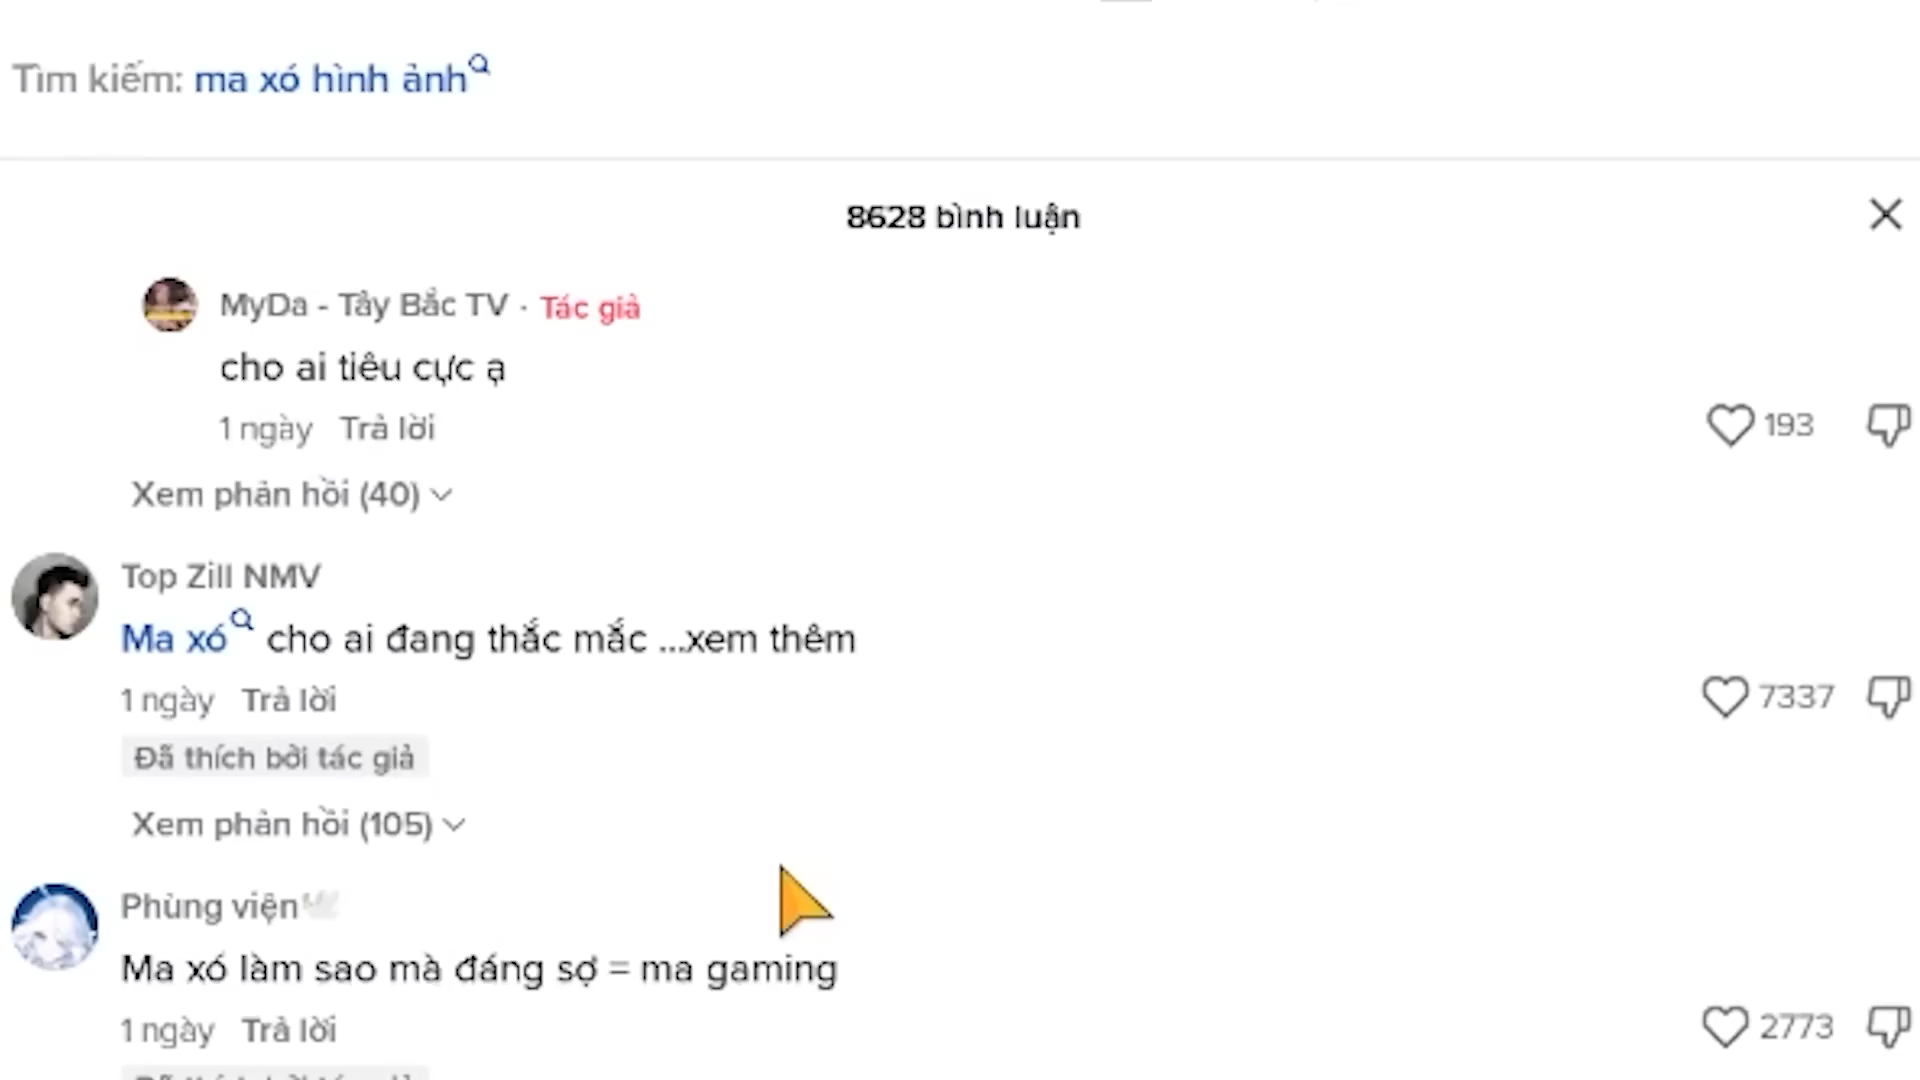 Tìm kiếm: ma xó hình ảnh
8628 bình luận
MyDa - Tây Bắc TV · Tác giả
cho ai tiêu cực ạ
1 ngày Trả lời
193
Xem phản hồi (40)
Top Zill NMV
Ma xó cho ai đang thắc mắc ...xem thêm
1 ngày Trả lời
7337
Đã thích bởi tác giả
Xem phản hồi (105)
Phùng viện
Ma xó làm sao mà đáng sợ = ma gaming
1 ngày Trả lời
2773